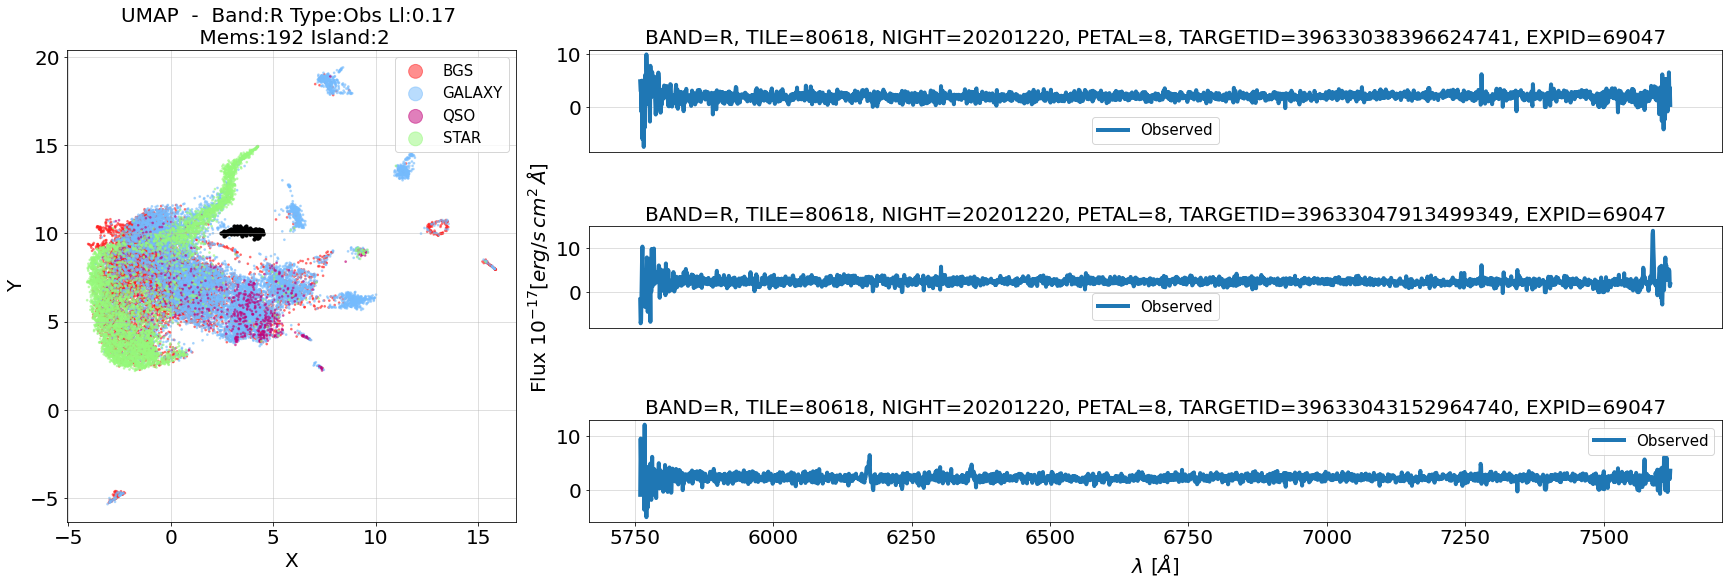 UMAP  -  Band:R Type:Obs Ll:0.17
Mems:192 Island:2
20
15
10
5
0
−5
Y
−5 0 5 10 15
X
BGS
GALAXY
QSO
STAR
Flux 10⁻¹⁷[erg/s cm² Å]
BAND=R, TILE=80618, NIGHT=20201220, PETAL=8, TARGETID=39633038396624741, EXPID=69047
10
0
Observed
BAND=R, TILE=80618, NIGHT=20201220, PETAL=8, TARGETID=39633047913499349, EXPID=69047
10
0
Observed
BAND=R, TILE=80618, NIGHT=20201220, PETAL=8, TARGETID=39633043152964740, EXPID=69047
10
0
Observed
5750 6000 6250 6500 6750 7000 7250 7500
λ [Å]